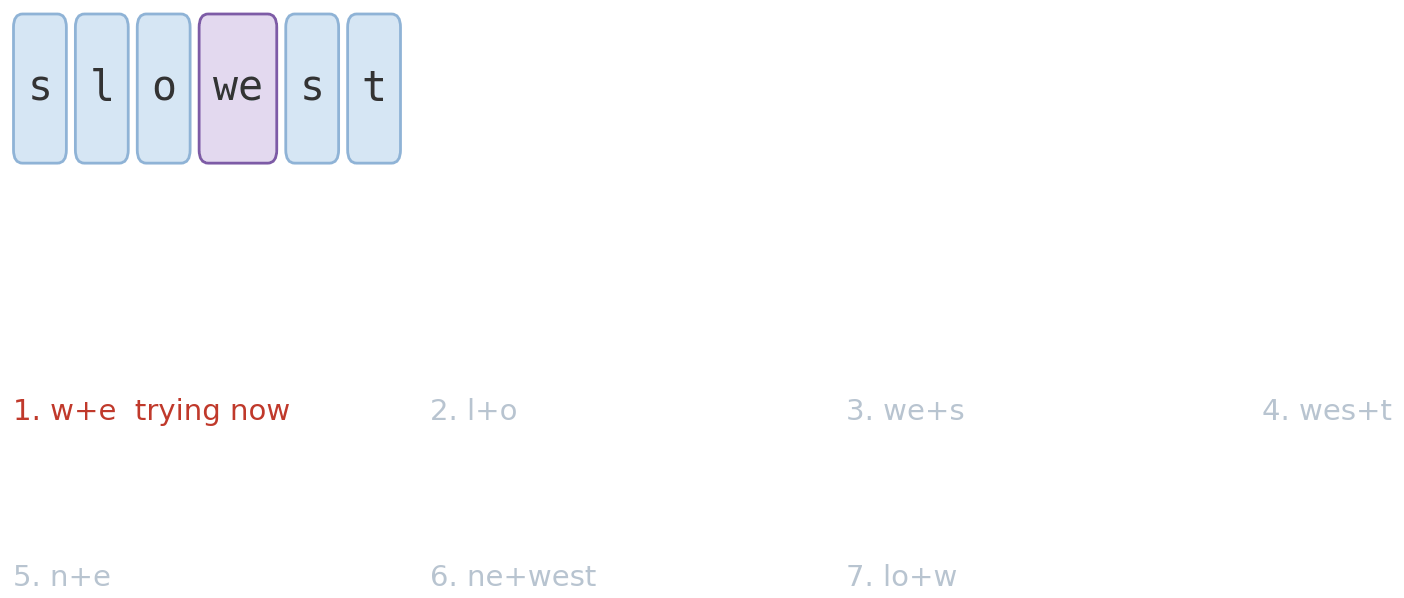 s l o we s t
1. w+e  trying now 2. l+o 3. we+s 4. wes+t
5. n+e 6. ne+west 7. lo+w